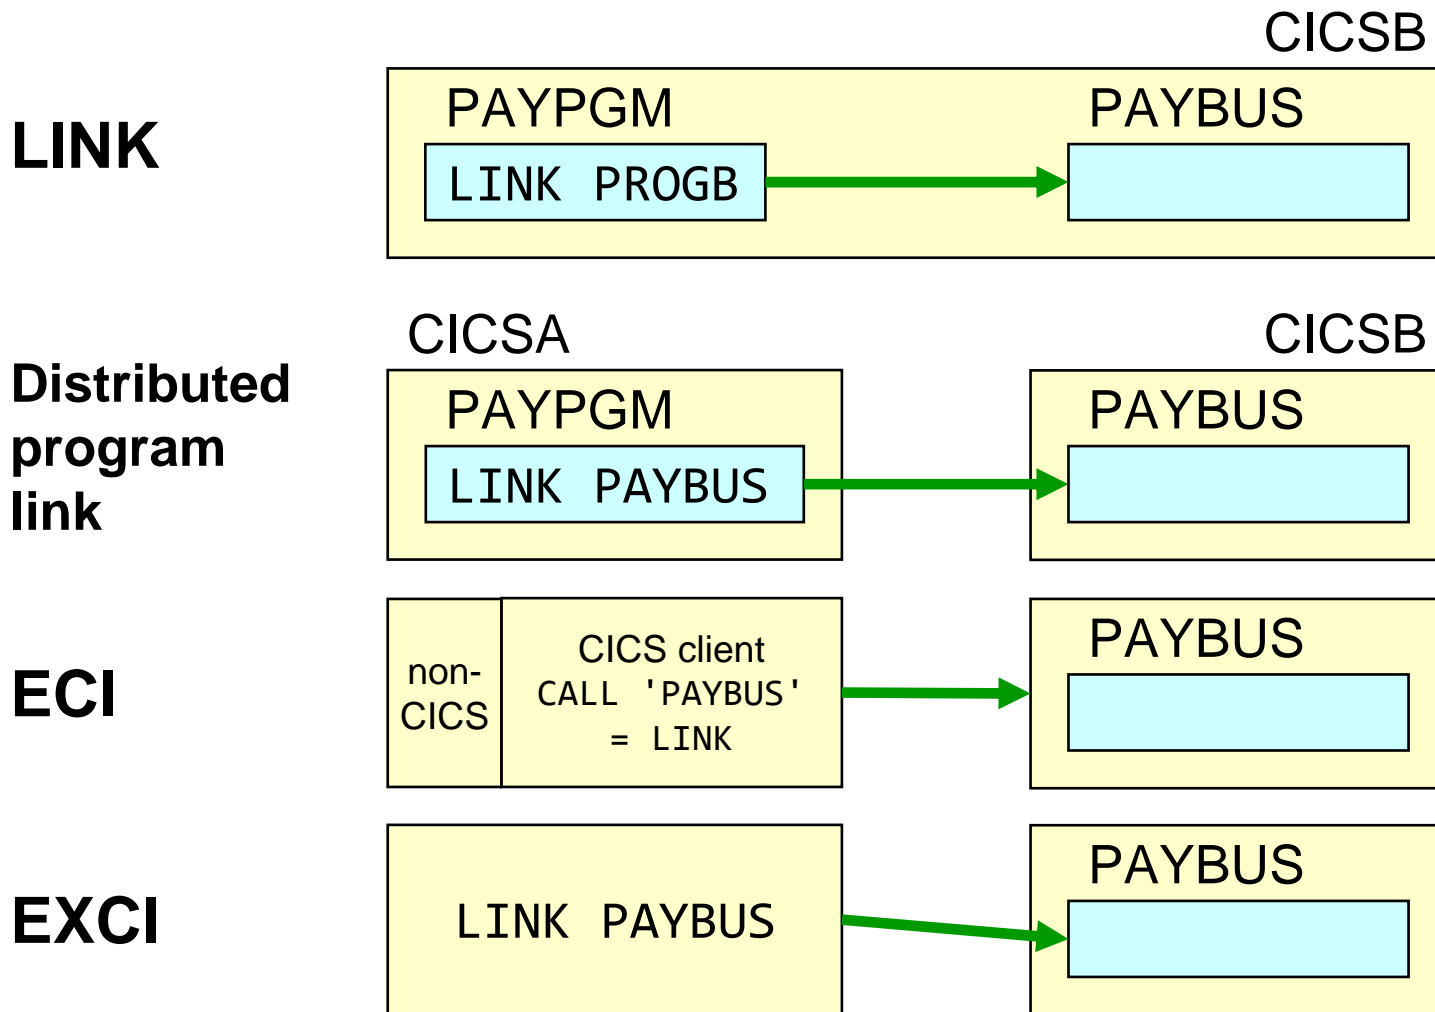 CICSB
LINK
PAYPGM
PAYBUS
LINK PROGB
CICSA
CICSB
Distributed
program
link
PAYPGM
PAYBUS
LINK PAYBUS
ECI
non-
CICS
CICS client
CALL 'PAYBUS'
= LINK
PAYBUS
EXCI
LINK PAYBUS
PAYBUS